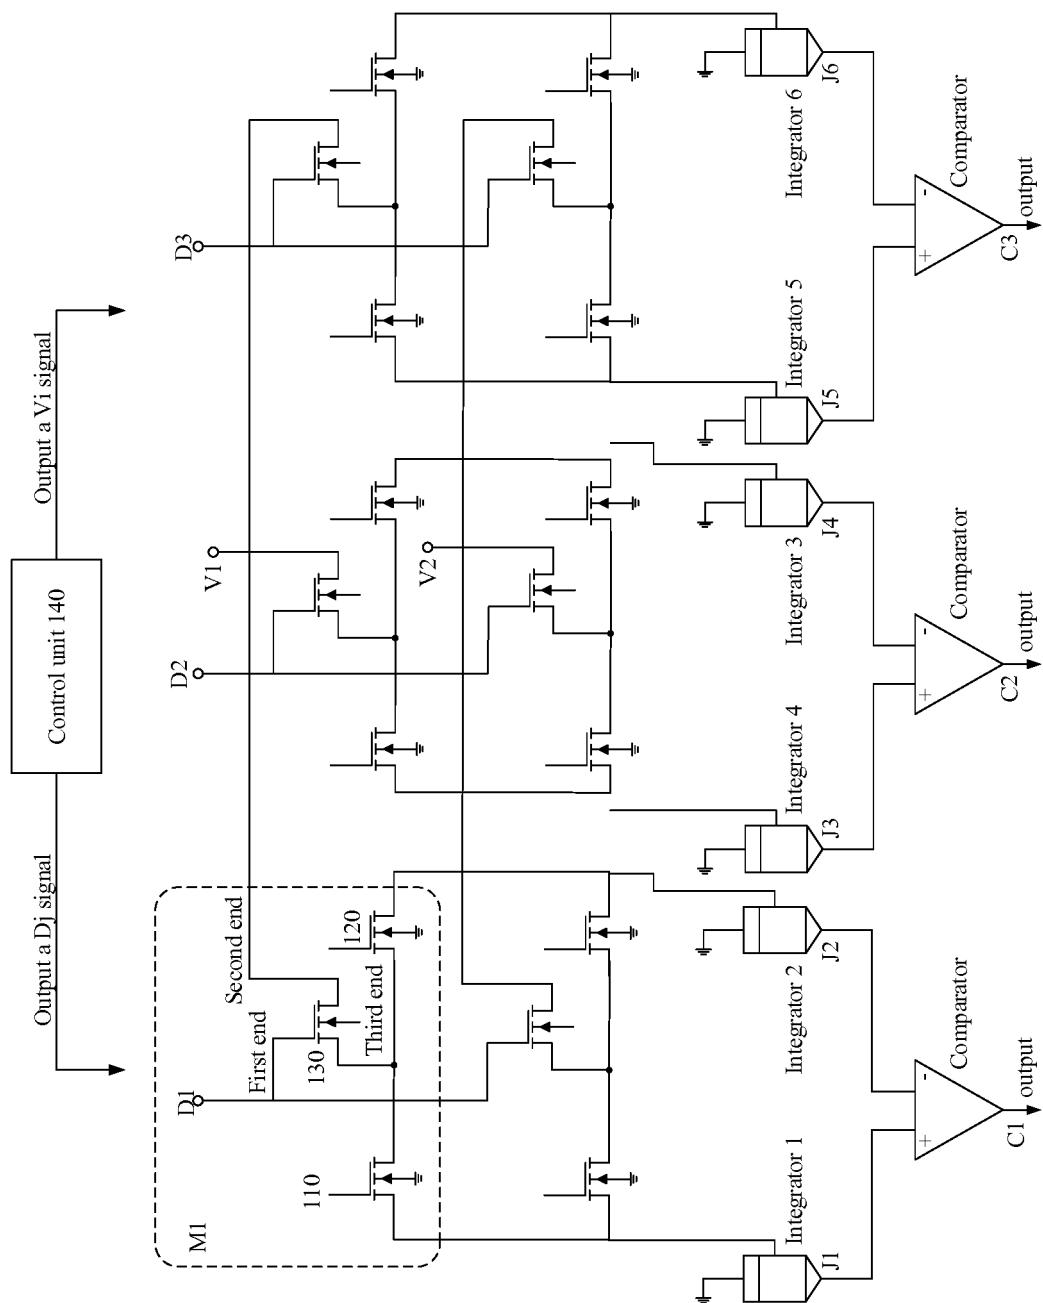 Control unit 140
Output a Dj signal
Output a Vi signal
M1
D1
First end
Second end
Third end
110
130
120
D2
V1
V2
D3
Integrator 1
Integrator 2
Integrator 4
Integrator 3
Integrator 5
Integrator 6
J1
J2
J3
J4
J5
J6
+
-
Comparator
C1
output
+
-
Comparator
C2
output
+
-
Comparator
C3
output